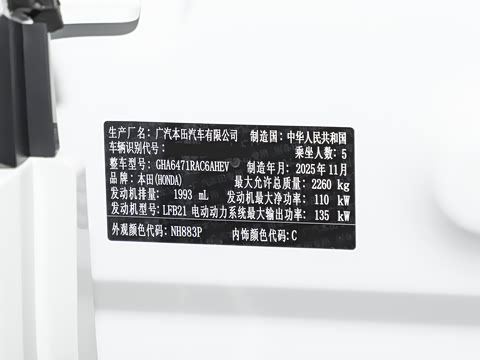 生产厂名：广汽本田汽车有限公司 制造国：中华人民共和国
车辆识别代号： 乘坐人数：5
整车型号：GHA6471RAC6AHEV 制造年月：2025年11月
品牌：本田(HONDA) 最大允许总质量：2260 kg
发动机排量：1993 mL 发动机最大净功率：110 kW
发动机型号：LFB21 电动动力系统最大输出功率：135 kW
外观颜色代码：NH883P 内饰颜色代码：C